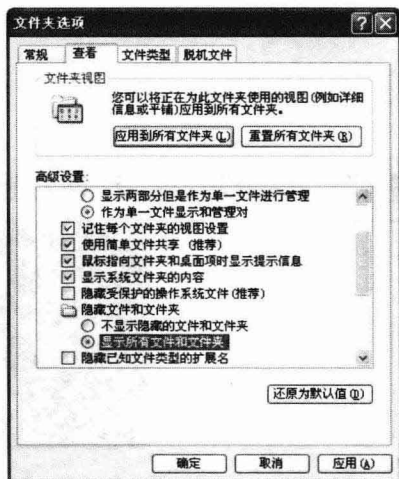 文件夹选项
常规 查看 文件类型 脱机文件
文件夹视图
您可以将正在为此文件夹使用的视图(例如详细
信息或平铺)应用到所有文件夹。
应用到所有文件夹(L) 重置所有文件夹(R)
高级设置:
显示两部分但是作为单一文件进行管理
作为单一文件显示和管理对
记住每个文件夹的视图设置
使用简单文件共享 (推荐)
鼠标指向文件夹和桌面项时显示提示信息
显示系统文件夹的内容
隐藏受保护的操作系统文件(推荐)
隐藏文件和文件夹
不显示隐藏的文件和文件夹
显示所有文件和文件夹
隐藏已知文件类型的扩展名
还原为默认值(D)
确定 取消 应用(A)